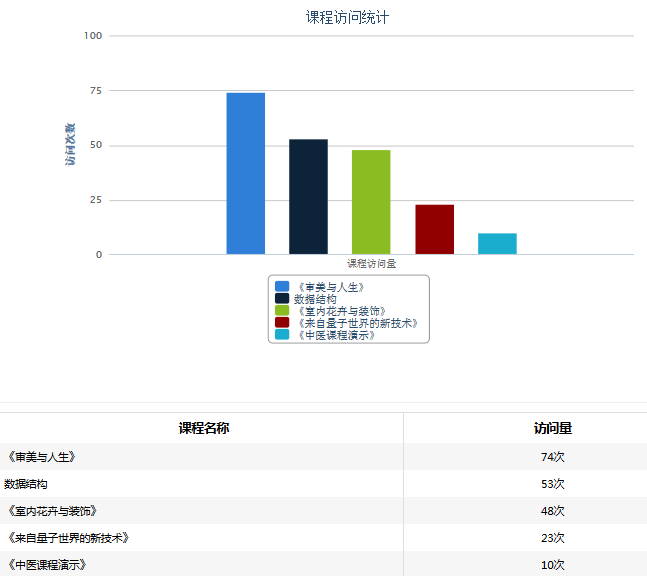 课程访问统计
100
75
50
25
0
访问次数
课程访问量
《审美与人生》
数据结构
《室内花卉与装饰》
《来自量子世界的新技术》
《中医课程演示》
课程名称 访问量
《审美与人生》 74次
数据结构 53次
《室内花卉与装饰》 48次
《来自量子世界的新技术》 23次
《中医课程演示》 10次